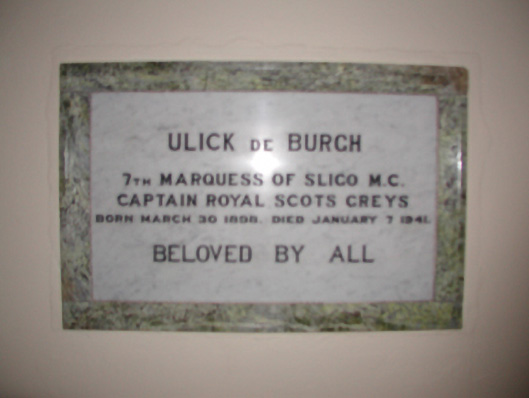 ULICK DE BURGH
7TH MARQUESS OF SLIGO M.C.
CAPTAIN ROYAL SCOTS GREYS
BORN MARCH 30 1898. DIED JANUARY 7 1941.
BELOVED BY ALL